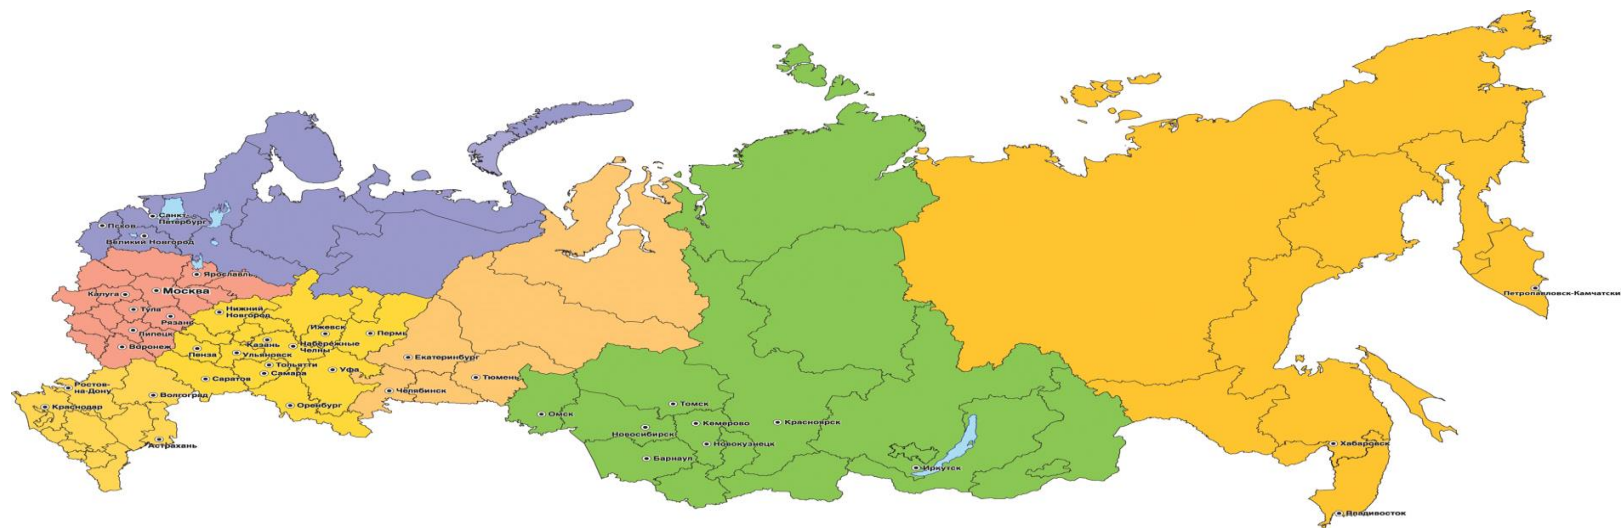 Санкт-
Петербург
Псков
Великий Новгород
Ярославль
Москва
Калуга
Тула
Рязань
Липецк
Воронеж
Нижний
Новгород
Ижевск
Пермь
Казань
Набережные
Челны
Пенза
Ульяновск
Тольятти
Самара
Уфа
Саратов
Оренбург
Ростов-
на-Дону
Волгоград
Краснодар
Астрахань
Екатеринбург
Тюмень
Челябинск
Омск
Томск
Новосибирск
Кемерово
Новокузнецк
Барнаул
Красноярск
Иркутск
Петропавловск-Камчатски
Хабаровск
Владивосток